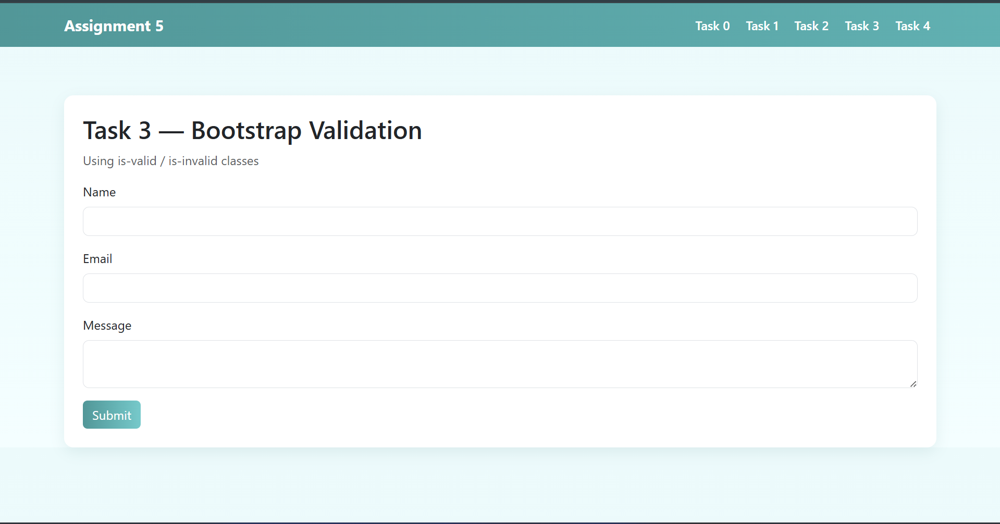 Assignment 5
Task 0 Task 1 Task 2 Task 3 Task 4
Task 3 — Bootstrap Validation
Using is-valid / is-invalid classes
Name
Email
Message
Submit